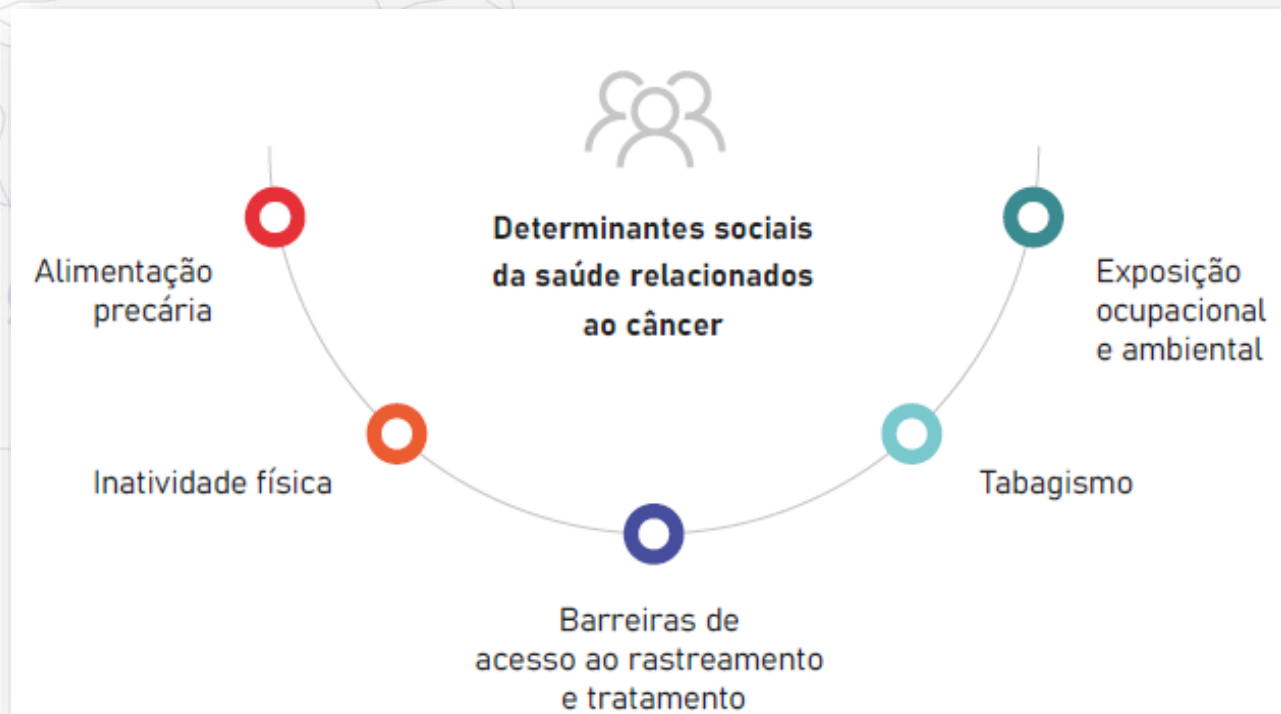 Determinantes sociais
da saúde relacionados
ao câncer
Alimentação
precária
Inatividade física
Barreiras de
acesso ao rastreamento
e tratamento
Tabagismo
Exposição
ocupacional
e ambiental